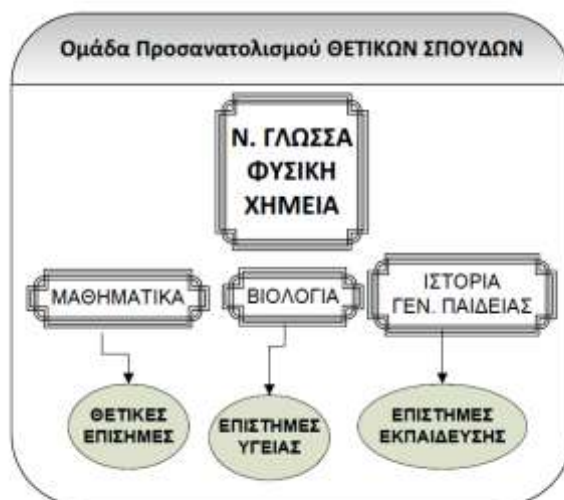 Ομάδα Προσανατολισμού ΘΕΤΙΚΩΝ ΣΠΟΥΔΩΝ
Ν. ΓΛΩΣΣΑ
ΦΥΣΙΚΗ
ΧΗΜΕΙΑ
ΜΑΘΗΜΑΤΙΚΑ
ΒΙΟΛΟΓΙΑ
ΙΣΤΟΡΙΑ
ΓΕΝ. ΠΑΙΔΕΙΑΣ
ΘΕΤΙΚΕΣ
ΕΠΙΣΗΜΕΣ
ΕΠΙΣΤΗΜΕΣ
ΥΓΕΙΑΣ
ΕΠΙΣΤΗΜΕΣ
ΕΚΠΑΙΔΕΥΣΗΣ